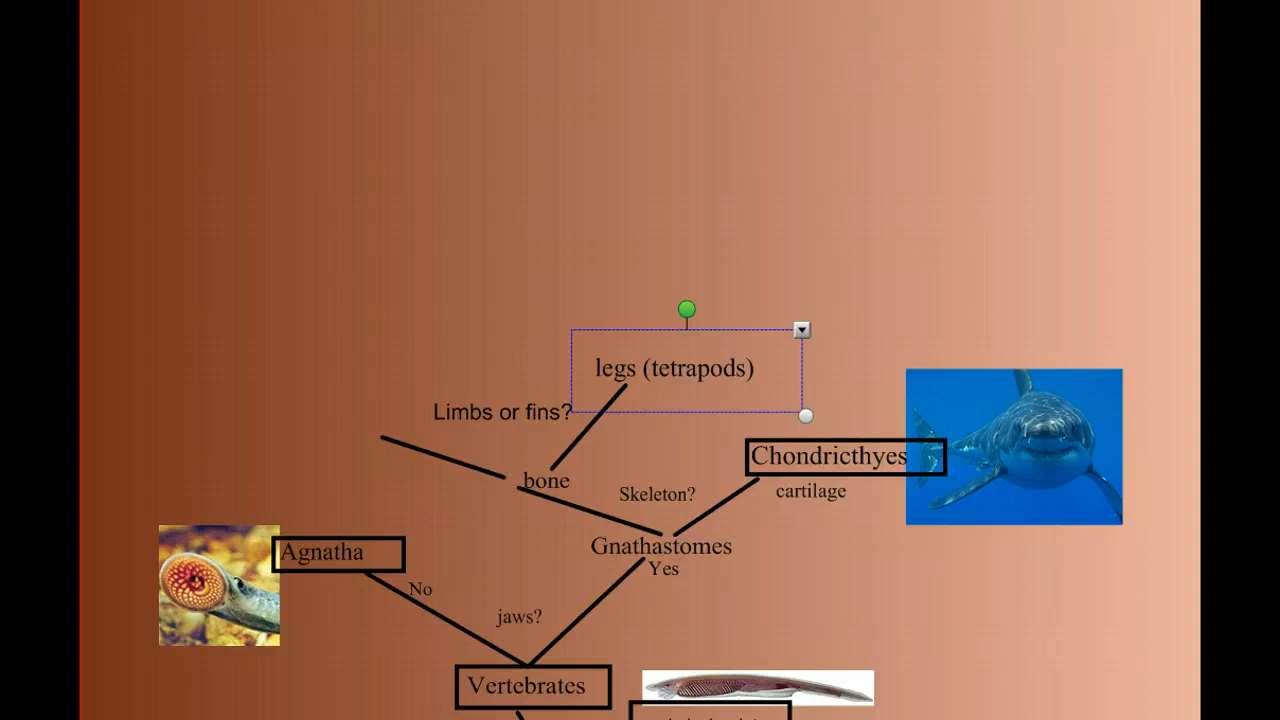 legs (tetrapods)
Limbs or fins?
Chondricthyes
bone
Skeleton?
cartilage
Gnathastomes
Agnatha
Yes
No
jaws?
Vertebrates